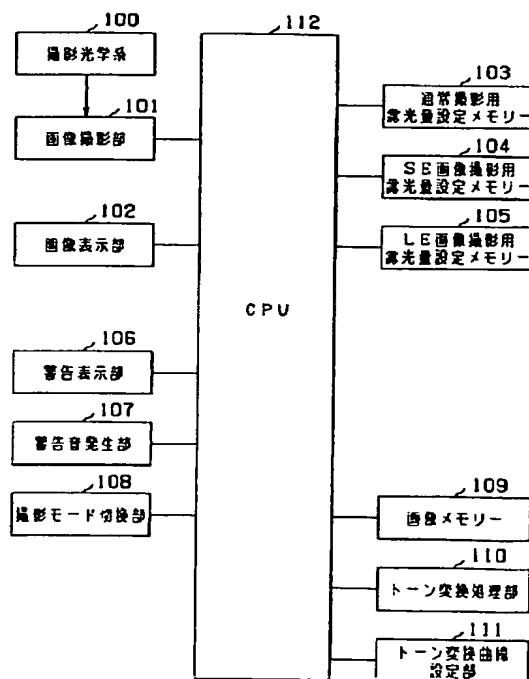 100
撮影光学系
101
画像撮影部
102
画像表示部
106
警告表示部
107
警告音発生部
108
撮影モード切換部
112
CPU
103
通常撮影用
露光量設定メモリー
104
SE画像撮影用
露光量設定メモリー
105
LE画像撮影用
露光量設定メモリー
109
画像メモリー
110
トーン変換処理部
111
トーン変換曲線
設定部